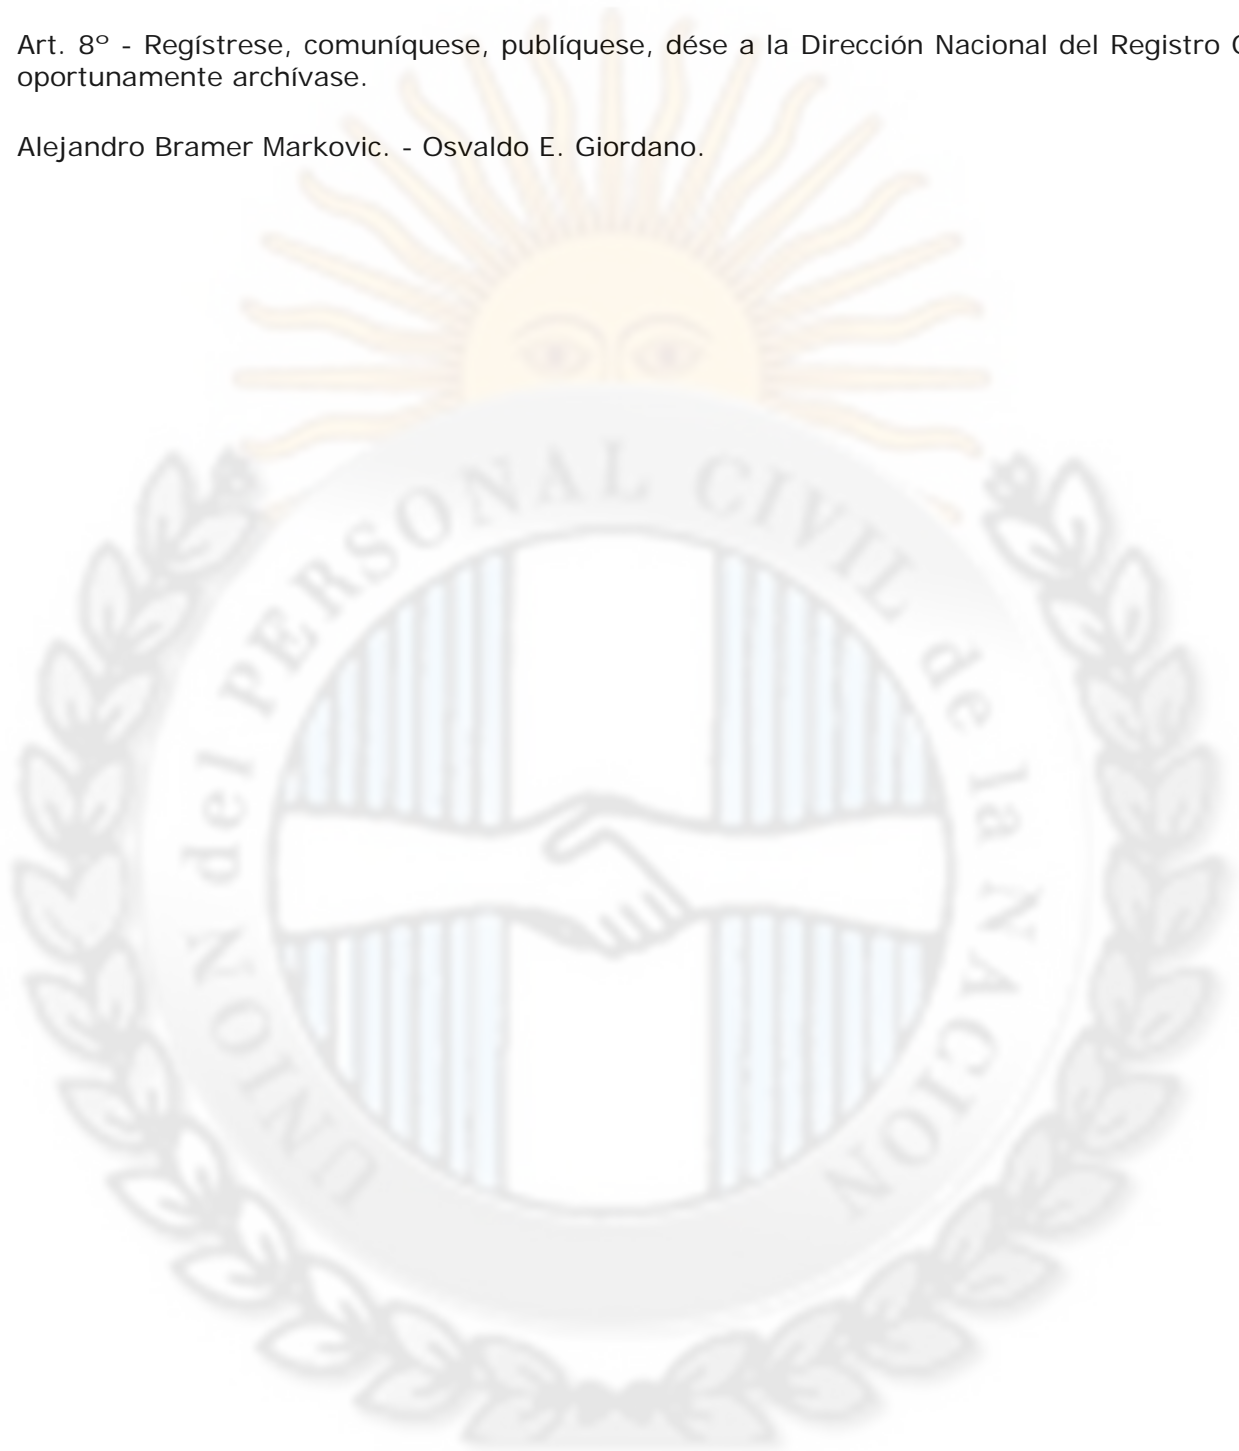 Art. 8º - Regístrese, comuníquese, publíquese, dése a la Dirección Nacional del Registro
oportunamente archívase.
Alejandro Bramer Markovic. - Osvaldo E. Giordano.
UNION del PERSONAL CIVIL de la NACION